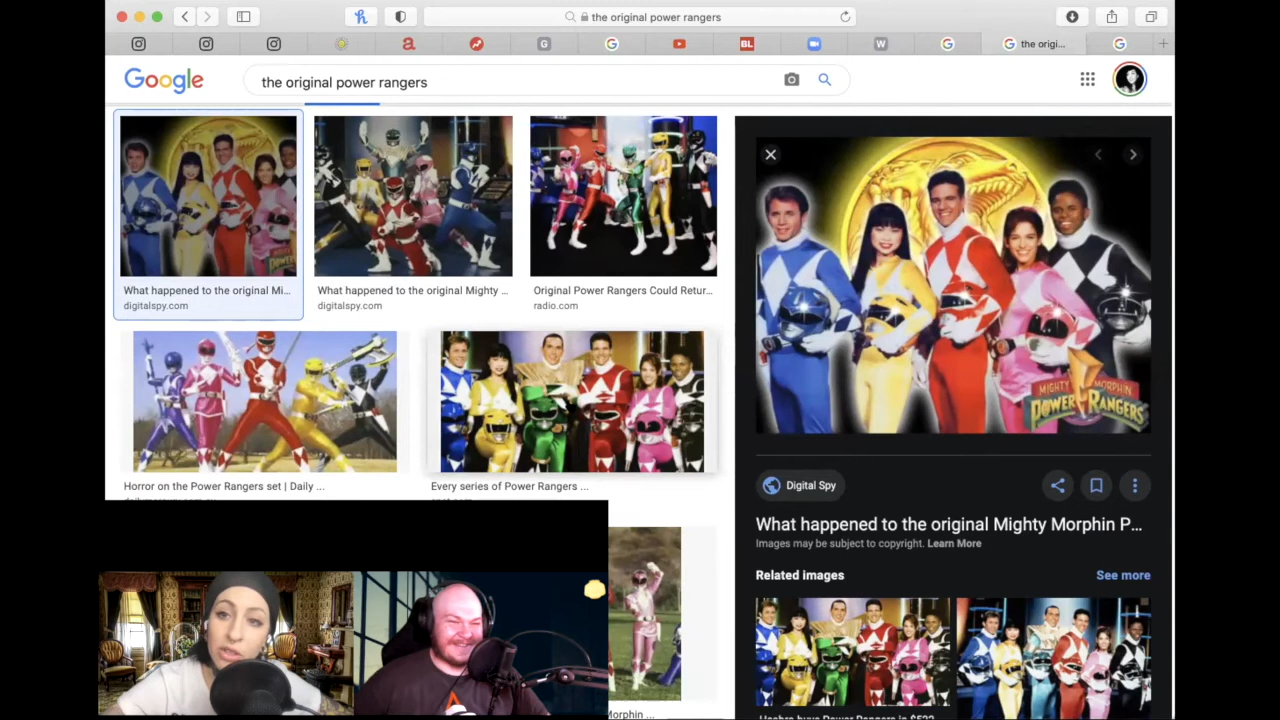 the original power rangers
the origi...
Google
the original power rangers
What happened to the original Mi...
digitalspy.com
What happened to the original Mighty ...
digitalspy.com
Original Power Rangers Could Retur...
radio.com
Horror on the Power Rangers set | Daily ...
Every series of Power Rangers ...
Morphin ...
MIGHTY MORPHIN
POWER RANGERS
Digital Spy
What happened to the original Mighty Morphin P...
Images may be subject to copyright. Learn More
Related images
See more